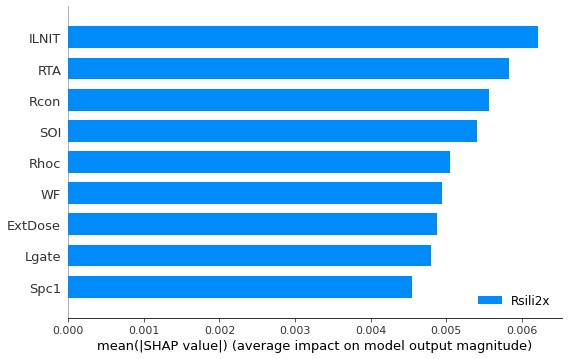 ILNIT
RTA
Rcon
SOI
Rhoc
WF
ExtDose
Lgate
Spc1
Rsili2x
0.000 0.001 0.002 0.003 0.004 0.005 0.006
mean(|SHAP value|) (average impact on model output magnitude)